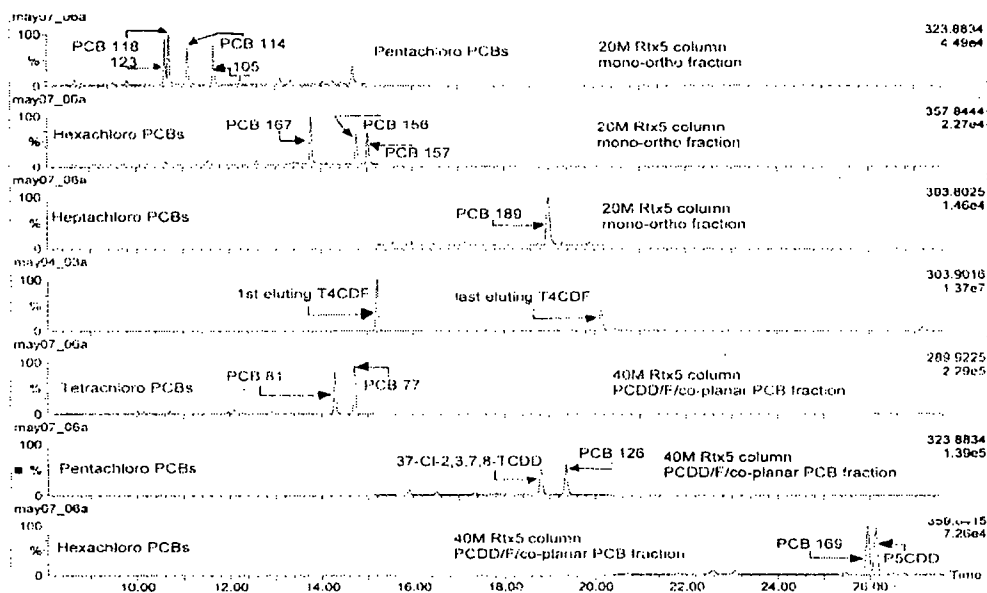 may07_06a 323.8834
100 PCB 118 PCB 114 Pentachloro PCBs 20M Rtx5 column 4.49e4
% 123 105 mono-ortho fraction
0
may07_06a 357.8444
100 PCB 167 PCB 156 20M Rtx5 column 2.27e4
% Hexachloro PCBs PCB 157 mono-ortho fraction
0
may07_06a 393.8025
100 PCB 189 20M Rtx5 column 1.46e4
% Heptachloro PCBs mono-ortho fraction
0
may04_03a 303.9016
100 1st eluting T4CDF last eluting T4CDF 1.37e7
%
0
may07_06a 289.9225
100 PCB 81 PCB 77 40M Rtx5 column 2.29e5
% Tetrachloro PCBs PCDD/F/co-planar PCB fraction
0
may07_06a 323.8834
100 37-Cl-2,3,7,8-TCDD PCB 126 40M Rtx5 column 1.39e5
% Pentachloro PCBs PCDD/F/co-planar PCB fraction
0
may07_06a
100 40M Rtx5 column PCB 169 7.26e4
% Hexachloro PCBs PCDD/F/co-planar PCB fraction P5CDD
0 Time
10.00 12.00 14.00 16.00 18.00 20.00 22.00 24.00 26.00